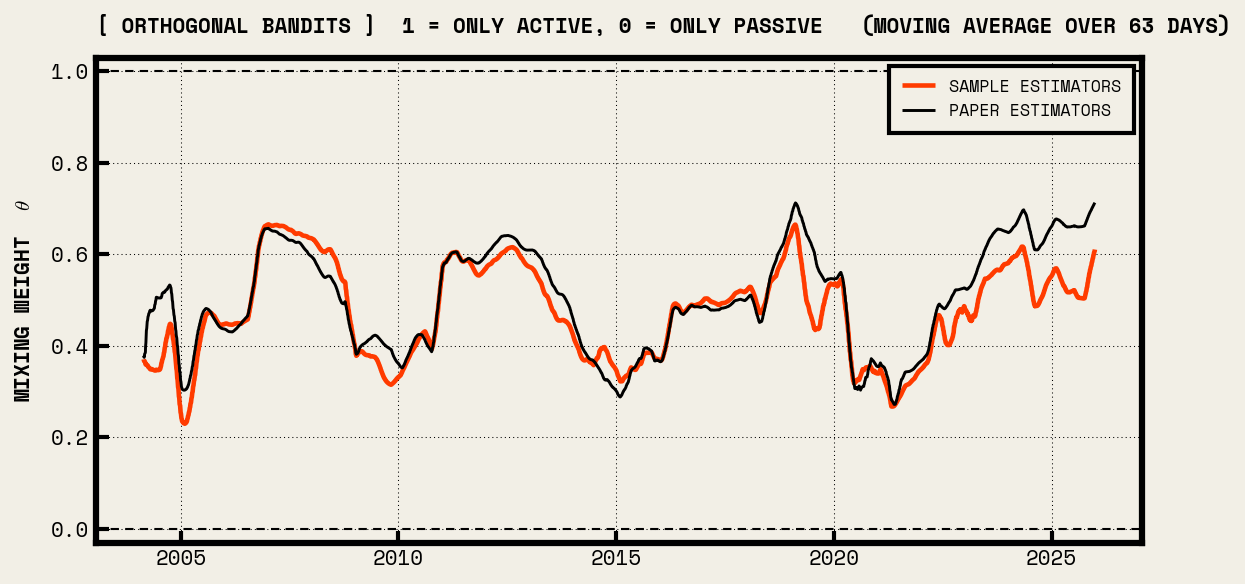 [ ORTHOGONAL BANDITS ] 1 = ONLY ACTIVE, 0 = ONLY PASSIVE (MOVING AVERAGE OVER 63 DAYS)
SAMPLE ESTIMATORS
PAPER ESTIMATORS
MIXING WEIGHT θ
1.0
0.8
0.6
0.4
0.2
0.0
2005 2010 2015 2020 2025